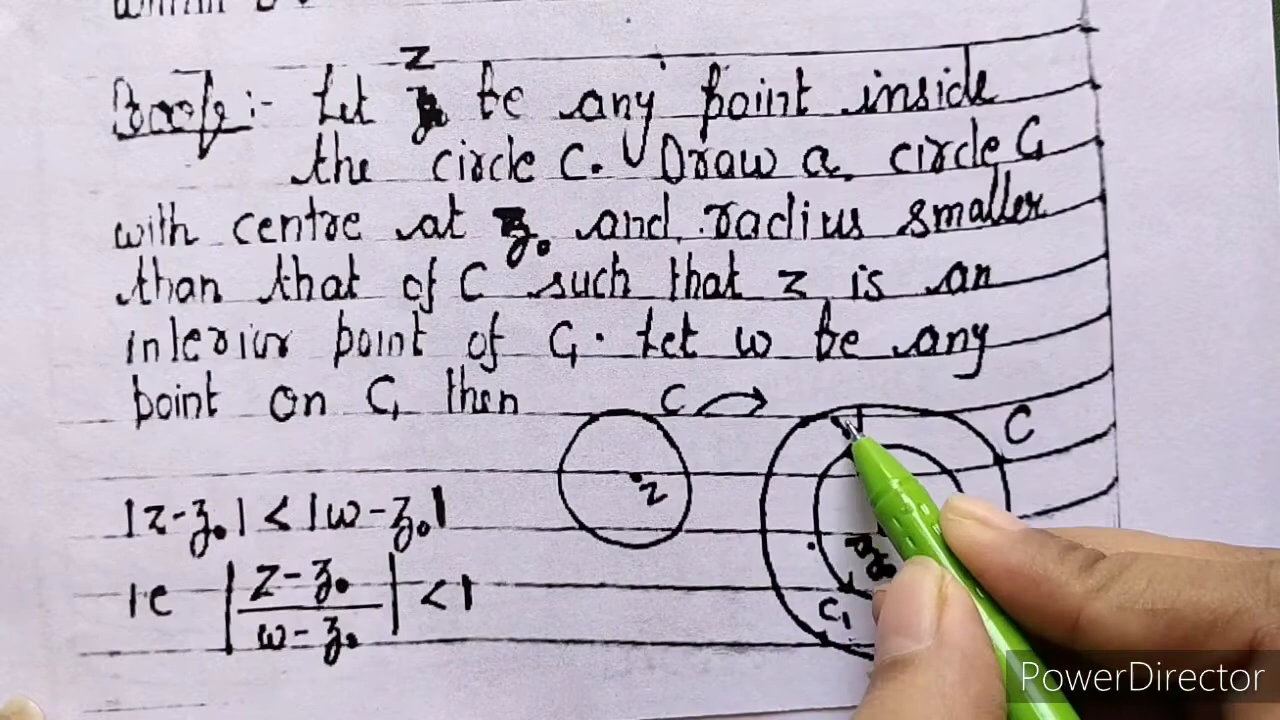 Proof:- Let z be any point inside
the circle C. Draw a circle C₁
with centre at z₀ and radius smaller
than that of C such that z is an
interior point of C₁. Let w be any
point on C₁ then
C
C
z
|z-z₀| < |w-z₀|
ie |z-z₀/w-z₀| < 1
z₀
C₁
PowerDirector